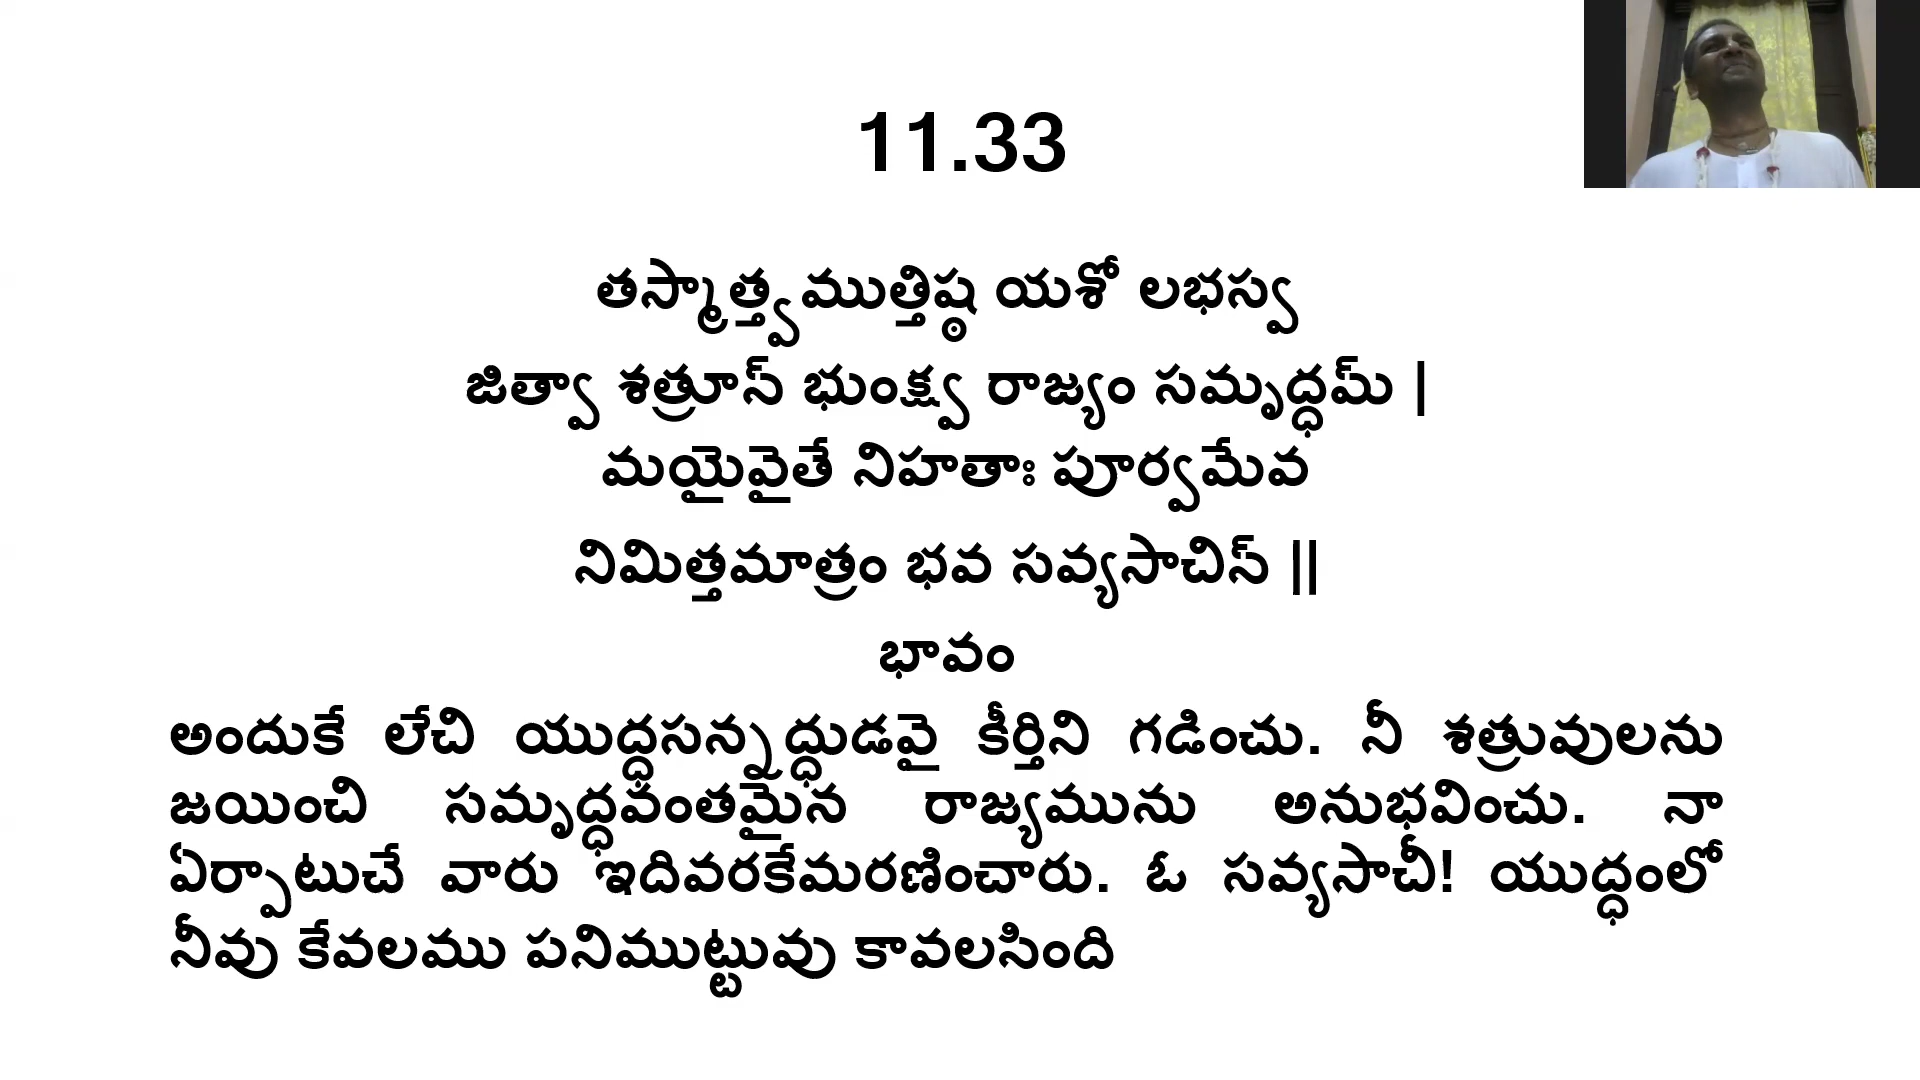 11.33
తస్మాత్త్వముత్తిష్ఠ యశో లభస్వ
జిత్వా శత్రూన్ భుంక్ష్వ రాజ్యం సమృద్ధమ్ |
మయైవైతే నిహతాః పూర్వమేవ
నిమిత్తమాత్రం భవ సవ్యసాచిన్ ||
భావం
అందుకే లేచి యుద్ధసన్నద్ధుడవై కీర్తిని గడించు. నీ శత్రువులను
జయించి సమృద్ధవంతమైన రాజ్యమును అనుభవించు. నా
ఏర్పాటుచే వారు ఇదివరకేమరణించారు. ఓ సవ్యసాచీ! యుద్ధంలో
నీవు కేవలము పనిముట్టువు కావలసింది